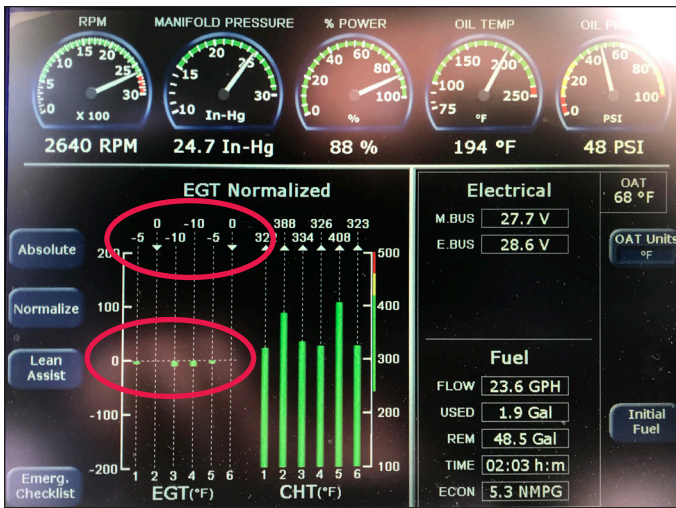 RPM
MANIFOLD PRESSURE
% POWER
OIL TEMP
5 10 15 20 25 30
X 100
10 15 20 25 30
In-Hg
0 20 40 60 80 100
%
75 100 150 200 250
°F
0 20 40 60 100
PSI
2640 RPM
24.7 In-Hg
88 %
194 °F
48 PSI
EGT Normalized
-5 0 -10 -10 -5 0
388 334 326 408 323
200
100
0
-100
-200
500
400
300
200
100
1 2 3 4 5 6
EGT(°F)
1 2 3 4 5 6
CHT(°F)
Absolute
Normalize
Lean
Assist
Emerg.
Checklist
Electrical
M.BUS 27.7 V
E.BUS 28.6 V
Fuel
FLOW 23.6 GPH
USED 1.9 Gal
REM 48.5 Gal
TIME 02:03 h:m
ECON 5.3 NMPG
OAT
68 °F
OAT Units
°F
Initial
Fuel